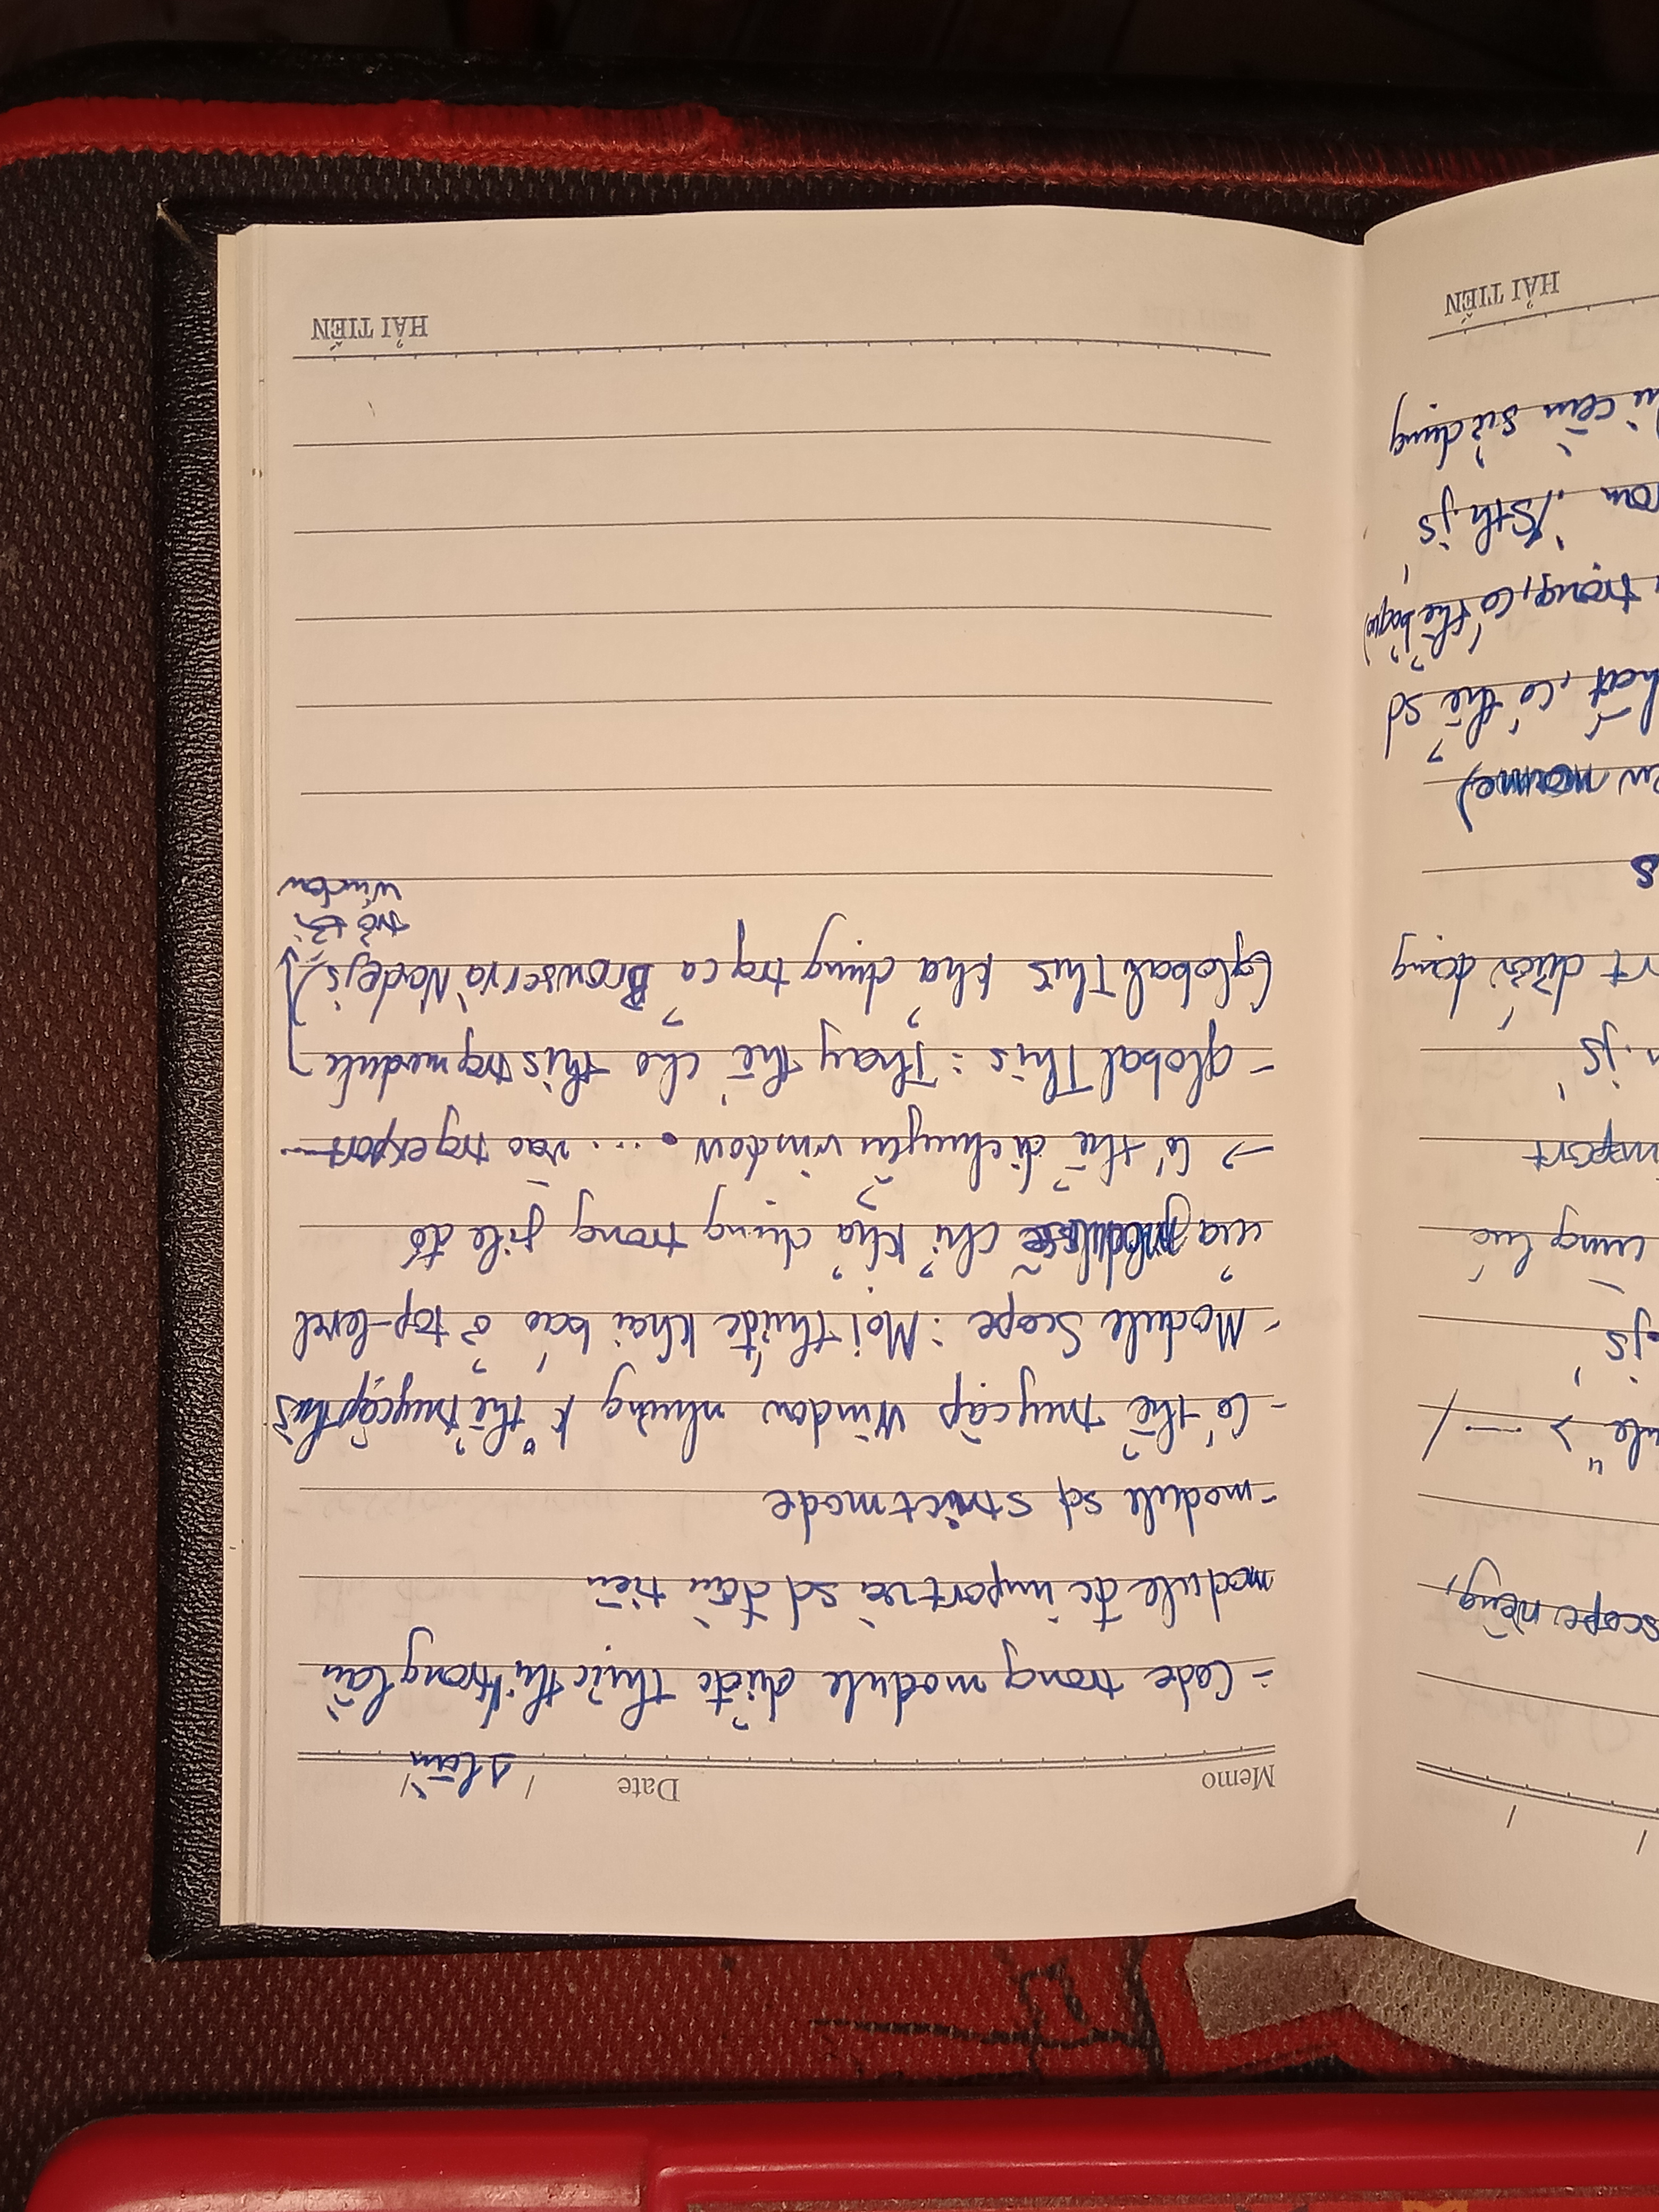 / /
scope riêng,
ule"> — /
.js'
cùng lúc
import
.js'
rt dưới dạng
s
ew name)
hất, có thể sd
trọng, có thể bỏ qua)
rom './sth.js'
hi cần sử dụng
HẢI TIẾN
Memo Date / /
1 lần
- Code trong module được thực thi trong lần
module đc import và sd đầu tiên
- module sd strict mode
- Có thể truy cập window nhưng k° thể truy cập this
- Module Scope : Mọi thứ đc khai báo ở top-level
của module sẽ chỉ khả dụng trong file đó
→ Có thể di chuyển window. ... vào trg export ...
- globalThis : Thay thế cho this trg module
(globalThis khả dụng trg cả Browser và Nodejs)
trỏ tới
window
HẢI TIẾN